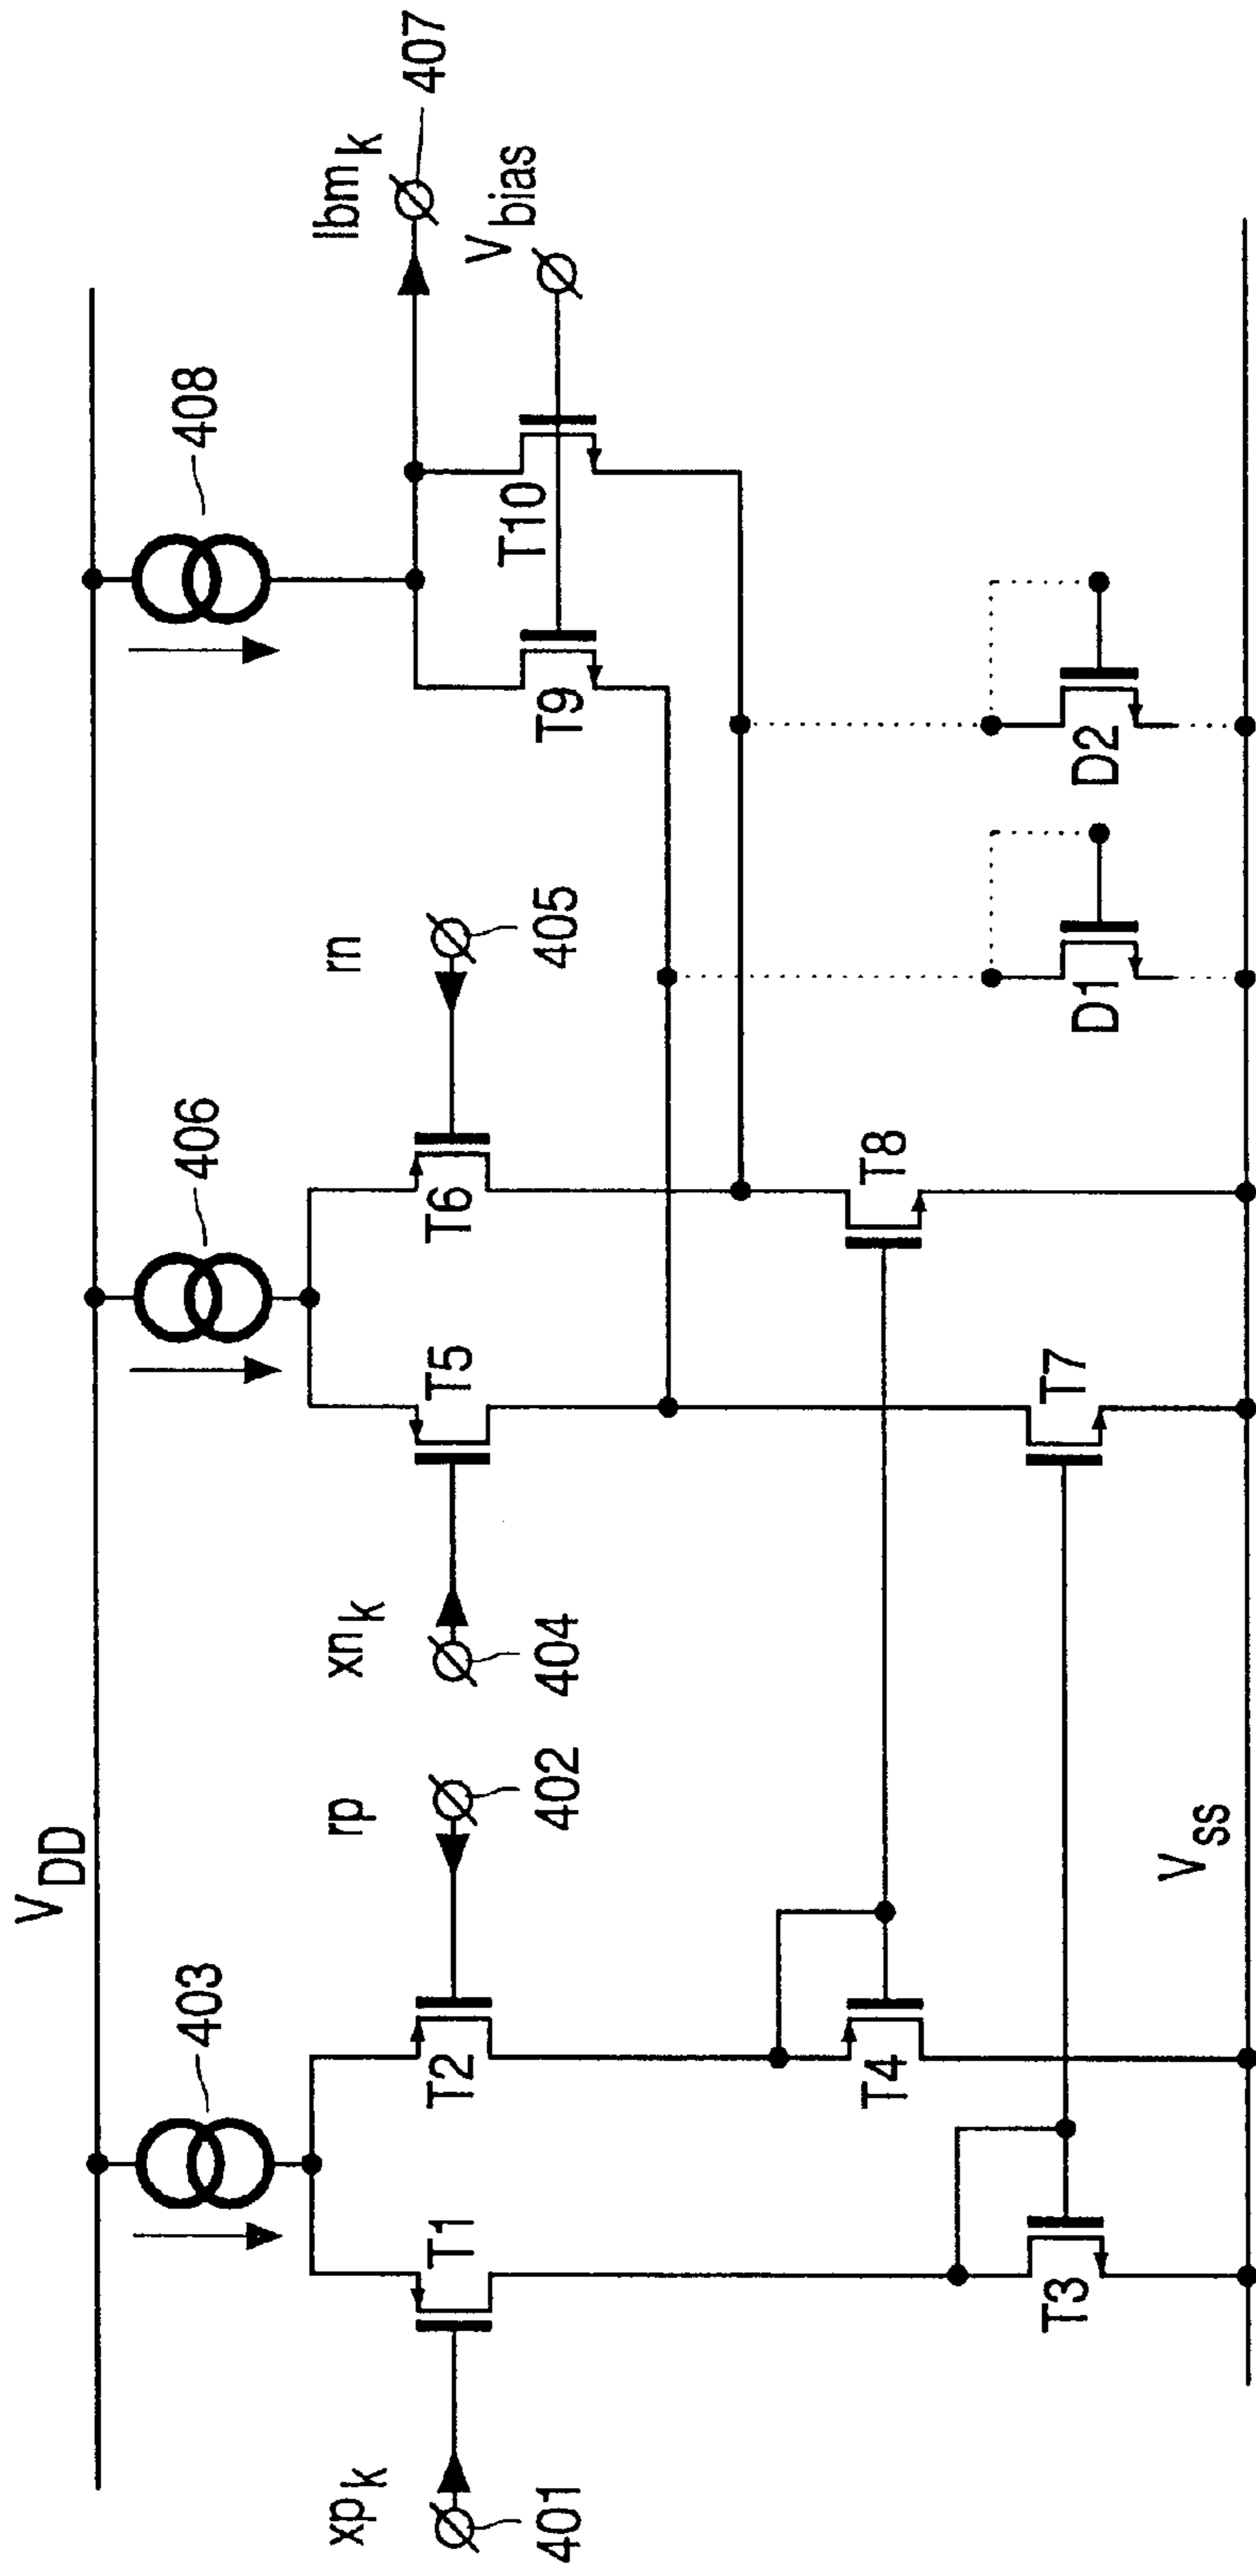 V_DD
403
406
408
xp_k
401
T1
T2
rp
402
xn_k
404
T5
T6
rn
405
Ibm_k
407
V_bias
T9
T10
T3
T4
T7
T8
D1
D2
V_ss